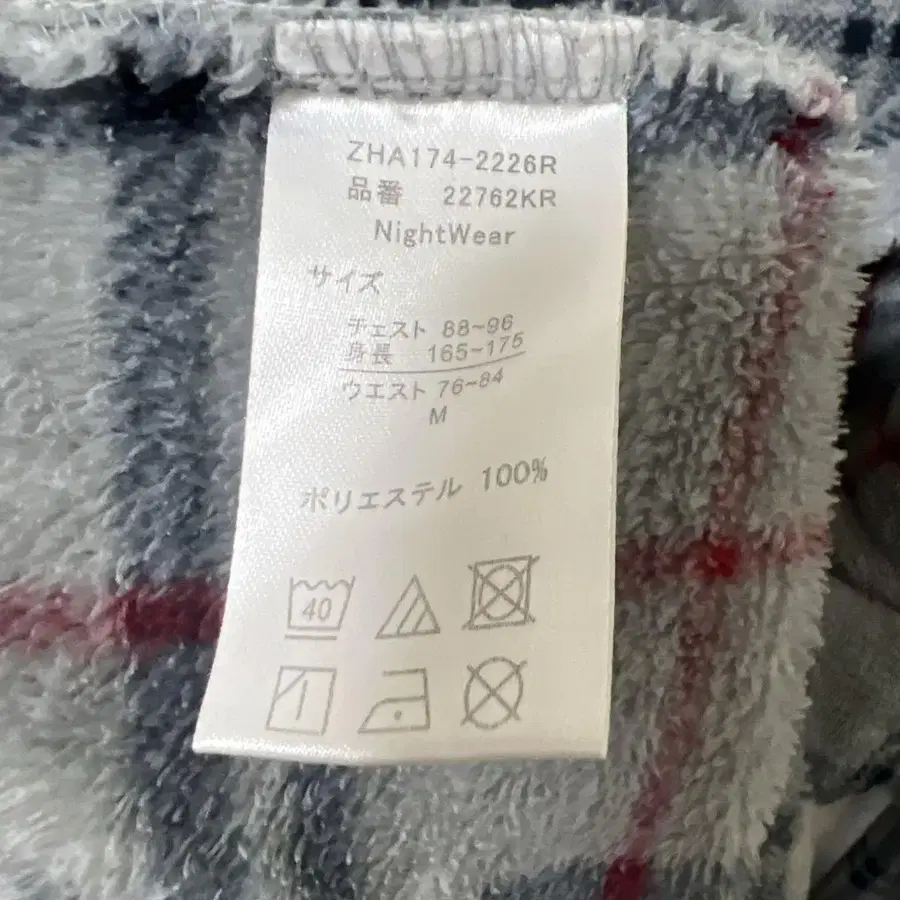 ZHA174-2226R
品番 22762KR
NightWear
サイズ
チェスト 88~96
身長 165~175
ウエスト 76~84
M
ポリエステル 100%
40